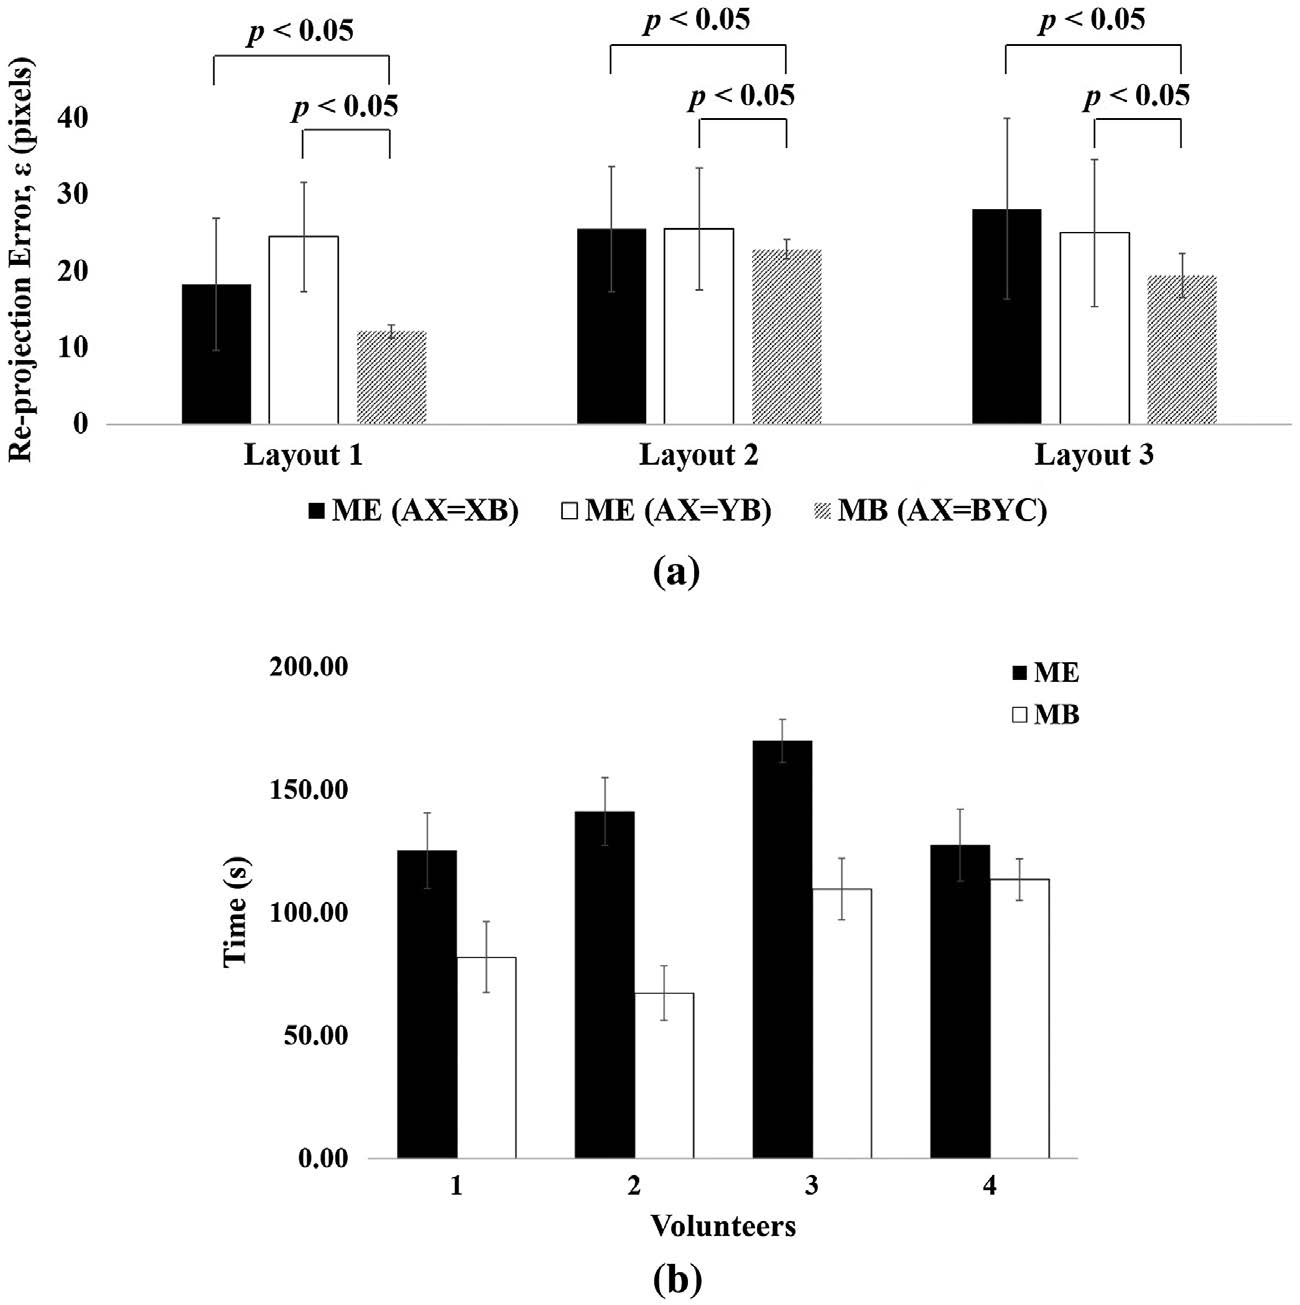 p < 0.05
p < 0.05
p < 0.05
p < 0.05
p < 0.05
p < 0.05
Re-projection Error, ε (pixels)
40
30
20
10
0
Layout 1
Layout 2
Layout 3
ME (AX=XB)
ME (AX=YB)
MB (AX=BYC)
(a)
200.00
150.00
100.00
50.00
0.00
Time (s)
ME
MB
1
2
3
4
Volunteers
(b)